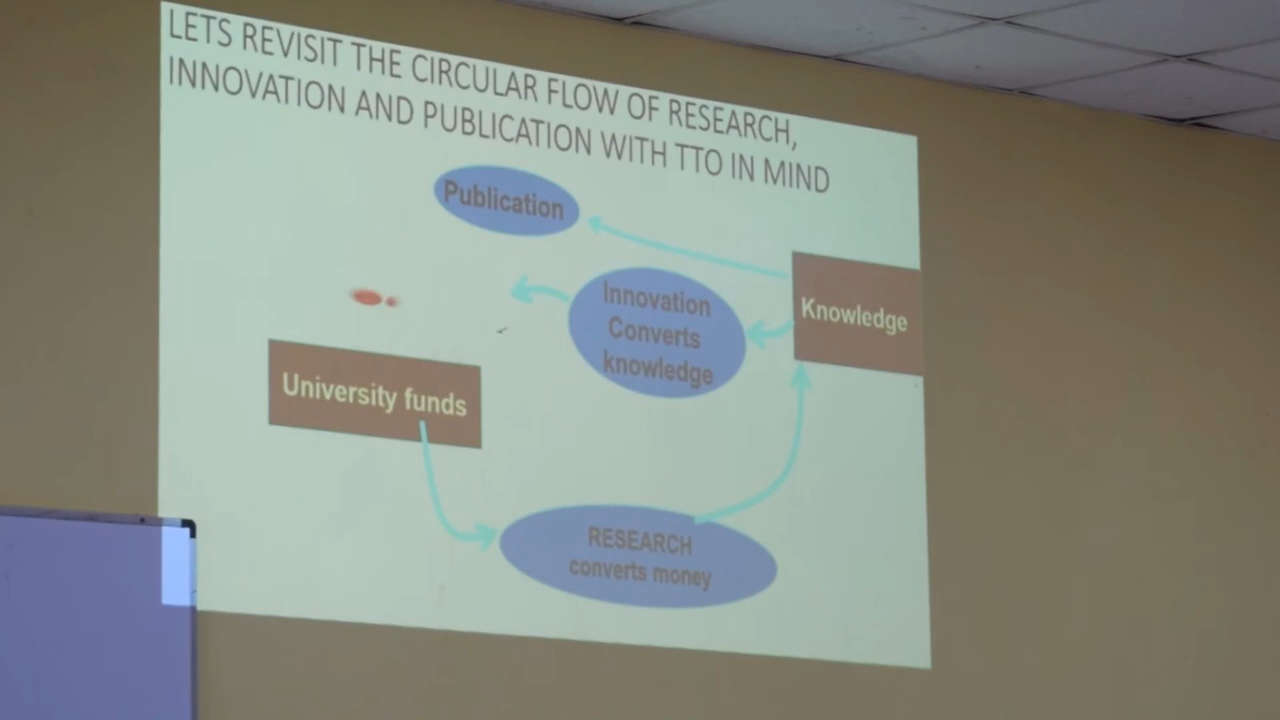 LETS REVISIT THE CIRCULAR FLOW OF RESEARCH,
INNOVATION AND PUBLICATION WITH TTO IN MIND
Publication
Innovation
Converts
knowledge
Knowledge
University funds
RESEARCH
converts money